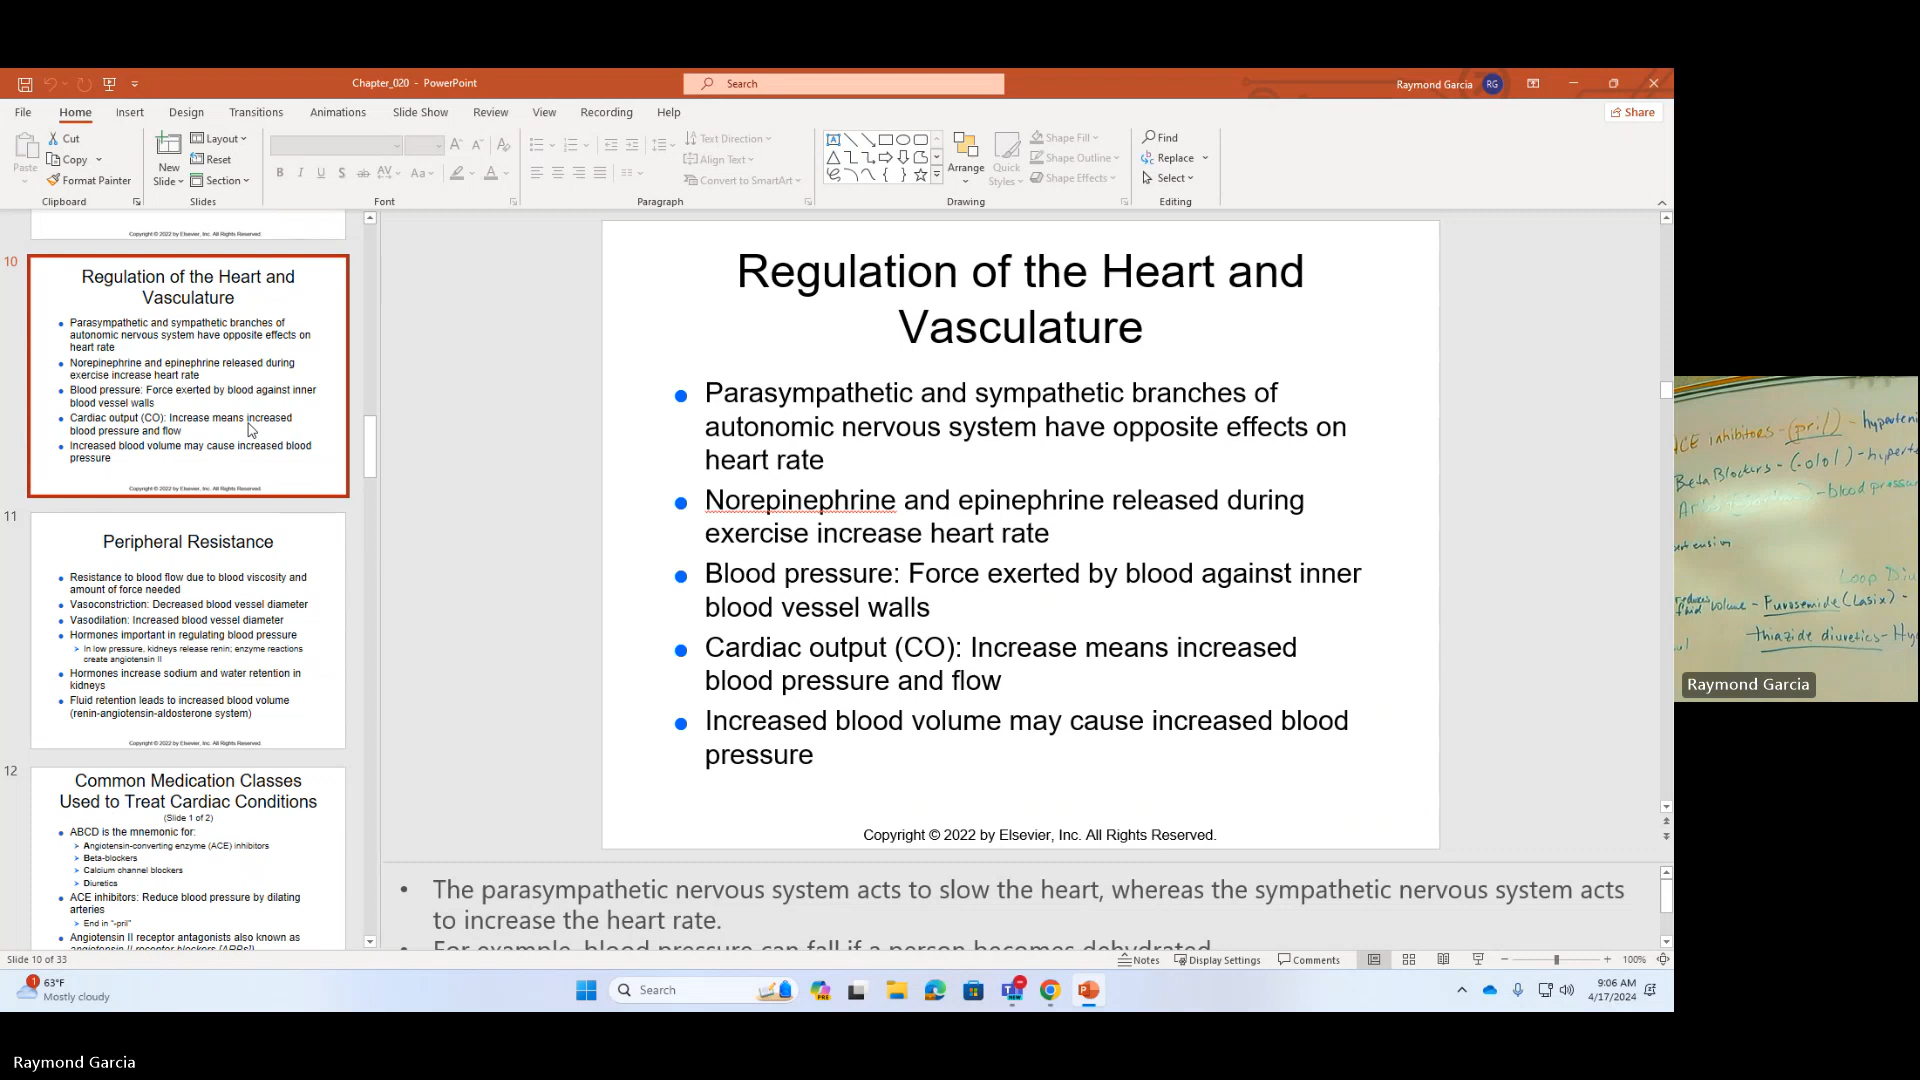 Chapter_020 - PowerPoint
Search
Raymond Garcia
RG
File Home Insert Design Transitions Animations Slide Show Review View Recording Help
Share
Paste
Cut
Copy
Format Painter
Clipboard
New
Slide
Layout
Reset
Section
Slides
B I U S ab AV Aa A
Font
Text Direction
Align Text
Convert to SmartArt
Paragraph
Arrange
Quick
Styles
Shape Fill
Shape Outline
Shape Effects
Drawing
Find
Replace
Select
Editing
Copyright © 2022 by Elsevier, Inc. All Rights Reserved.
10
Regulation of the Heart and
Vasculature
Parasympathetic and sympathetic branches of
autonomic nervous system have opposite effects on
heart rate
Norepinephrine and epinephrine released during
exercise increase heart rate
Blood pressure: Force exerted by blood against inner
blood vessel walls
Cardiac output (CO): Increase means increased
blood pressure and flow
Increased blood volume may cause increased blood
pressure
Copyright © 2022 by Elsevier, Inc. All Rights Reserved.
11
Peripheral Resistance
Resistance to blood flow due to blood viscosity and
amount of force needed
Vasoconstriction: Decreased blood vessel diameter
Vasodilation: Increased blood vessel diameter
Hormones important in regulating blood pressure
In low pressure, kidneys release renin; enzyme reactions
create angiotensin II
Hormones increase sodium and water retention in
kidneys
Fluid retention leads to increased blood volume
(renin-angiotensin-aldosterone system)
Copyright © 2022 by Elsevier, Inc. All Rights Reserved.
12
Common Medication Classes
Used to Treat Cardiac Conditions
(Slide 1 of 2)
ABCD is the mnemonic for:
Angiotensin-converting enzyme (ACE) inhibitors
Beta-blockers
Calcium channel blockers
Diuretics
ACE inhibitors: Reduce blood pressure by dilating
arteries
End in "-pril"
Angiotensin II receptor antagonists also known as
angiotensin II receptor blockers (ARBs)
Regulation of the Heart and
Vasculature
Parasympathetic and sympathetic branches of
autonomic nervous system have opposite effects on
heart rate
Norepinephrine and epinephrine released during
exercise increase heart rate
Blood pressure: Force exerted by blood against inner
blood vessel walls
Cardiac output (CO): Increase means increased
blood pressure and flow
Increased blood volume may cause increased blood
pressure
Copyright © 2022 by Elsevier, Inc. All Rights Reserved.
• The parasympathetic nervous system acts to slow the heart, whereas the sympathetic nervous system acts
to increase the heart rate.
• For example, blood pressure can fall if a person becomes dehydrated.
CE inhibitors - (pril) - hyperteni
Beta Blockers - (-olol) - hyperte
- blood pressur
Loop Diu
volume - Furosemide (Lasix) -
thiazide diuretics - Hy
Raymond Garcia
Slide 10 of 33
Notes
Display Settings
Comments
100%
1
63°F
Mostly cloudy
Search
PRE
NEW
9:06 AM
4/17/2024
Raymond Garcia